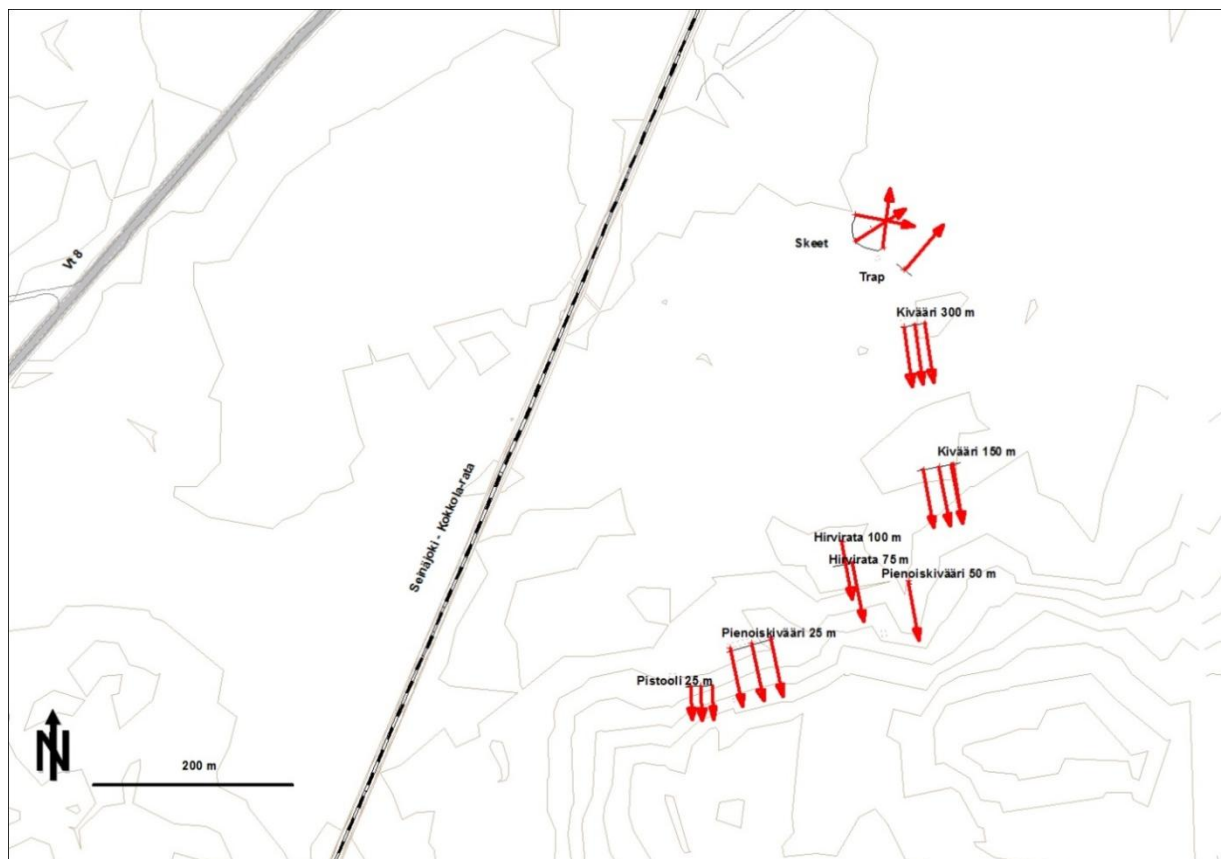 Skeet
Vt 8
Trap
Kivääri 300 m
Kivääri 150 m
Seinäjoki - Kokkola-rata
Hirvirata 100 m
Hirvirata 75 m
Pienoiskivääri 50 m
Pienoiskivääri 25 m
Pistooli 25 m
N
200 m